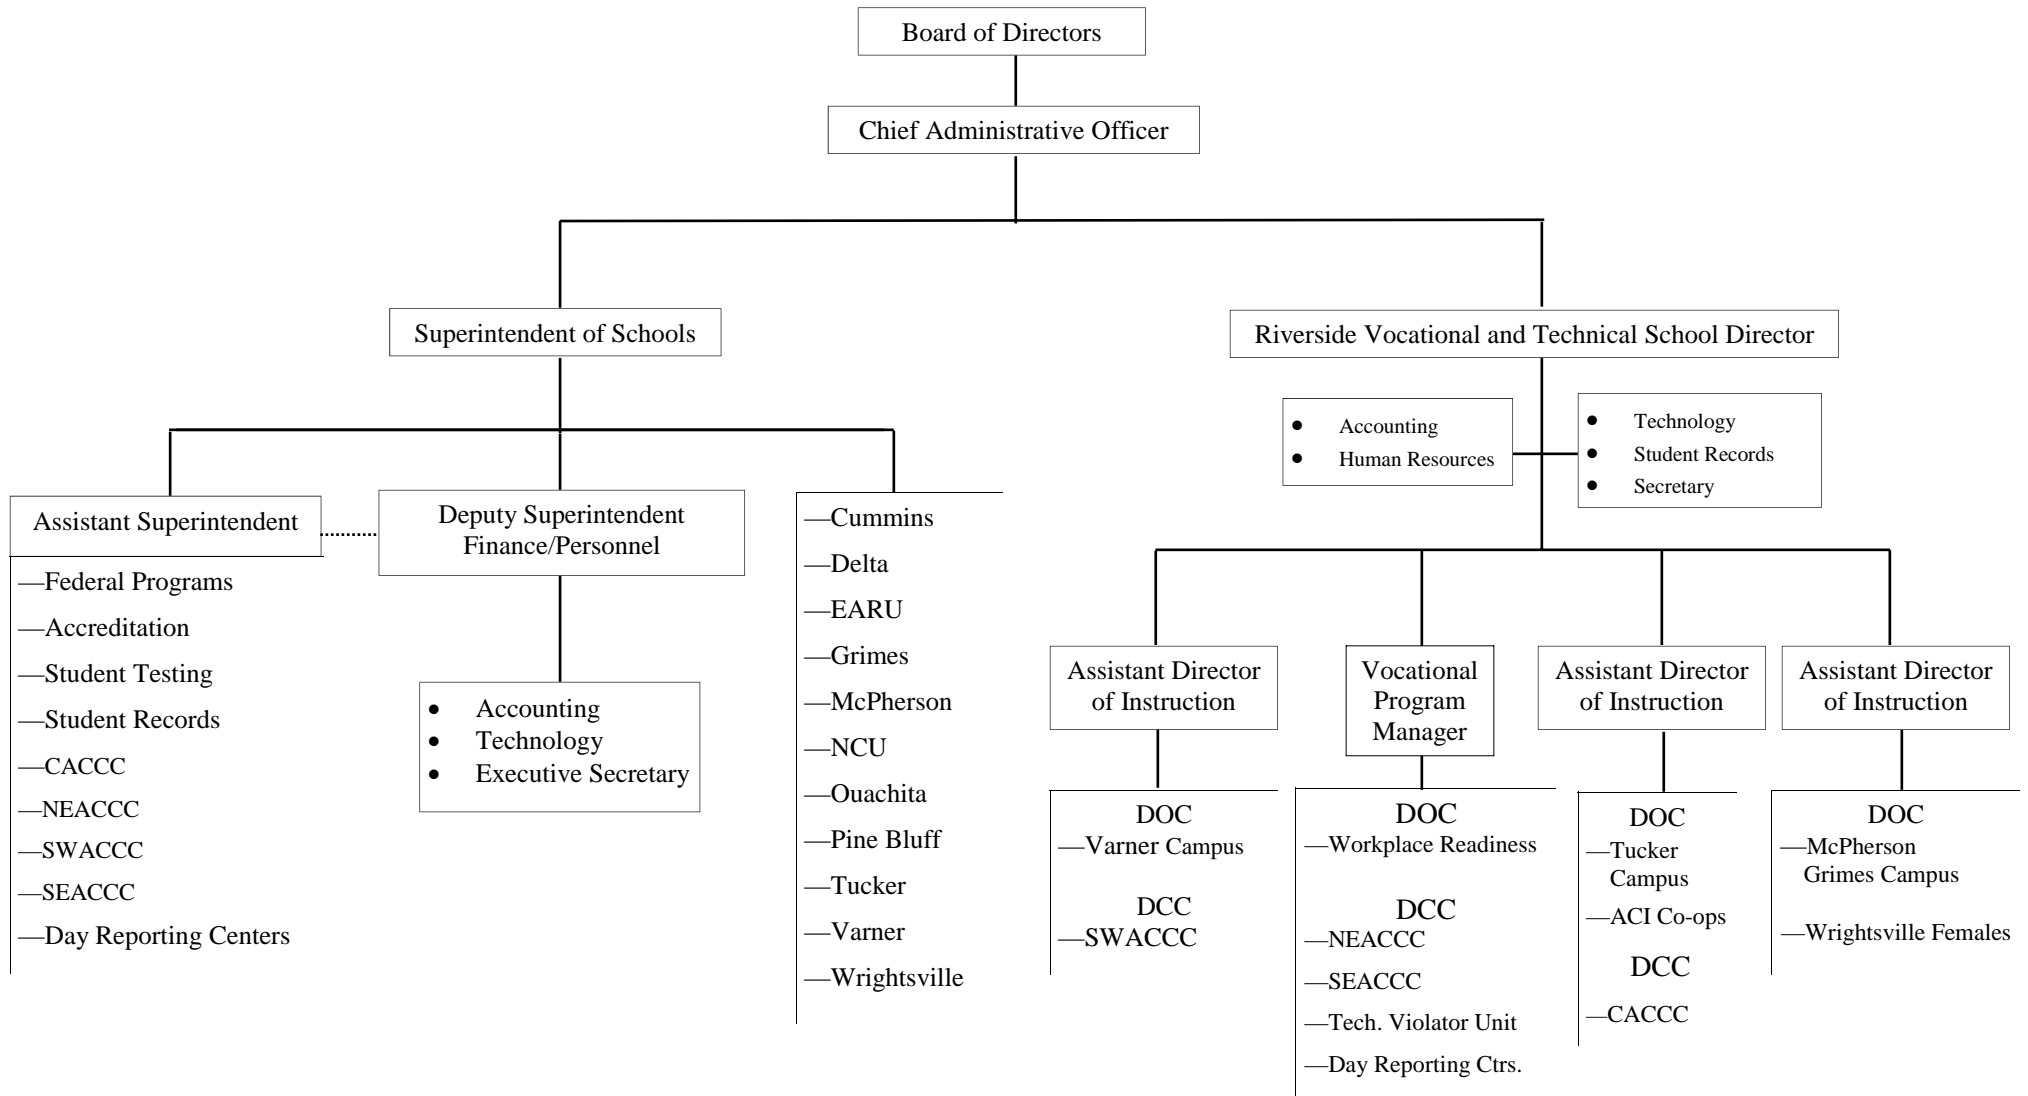 Board of Directors
Chief Administrative Officer
Superintendent of Schools
Riverside Vocational and Technical School Director
• Accounting
• Human Resources
• Technology
• Student Records
• Secretary
Assistant Superintendent
—Federal Programs
—Accreditation
—Student Testing
—Student Records
—CACCC
—NEACCC
—SWACCC
—SEACCC
—Day Reporting Centers
Deputy Superintendent
Finance/Personnel
• Accounting
• Technology
• Executive Secretary
—Cummins
—Delta
—EARU
—Grimes
—McPherson
—NCU
—Ouachita
—Pine Bluff
—Tucker
—Varner
—Wrightsville
Assistant Director
of Instruction
DOC
—Varner Campus
DCC
—SWACCC
Vocational
Program
Manager
DOC
—Workplace Readiness
DCC
—NEACCC
—SEACCC
—Tech. Violator Unit
—Day Reporting Ctrs.
Assistant Director
of Instruction
DOC
—Tucker
Campus
—ACI Co-ops
DCC
—CACCC
Assistant Director
of Instruction
DOC
—McPherson
Grimes Campus
—Wrightsville Females